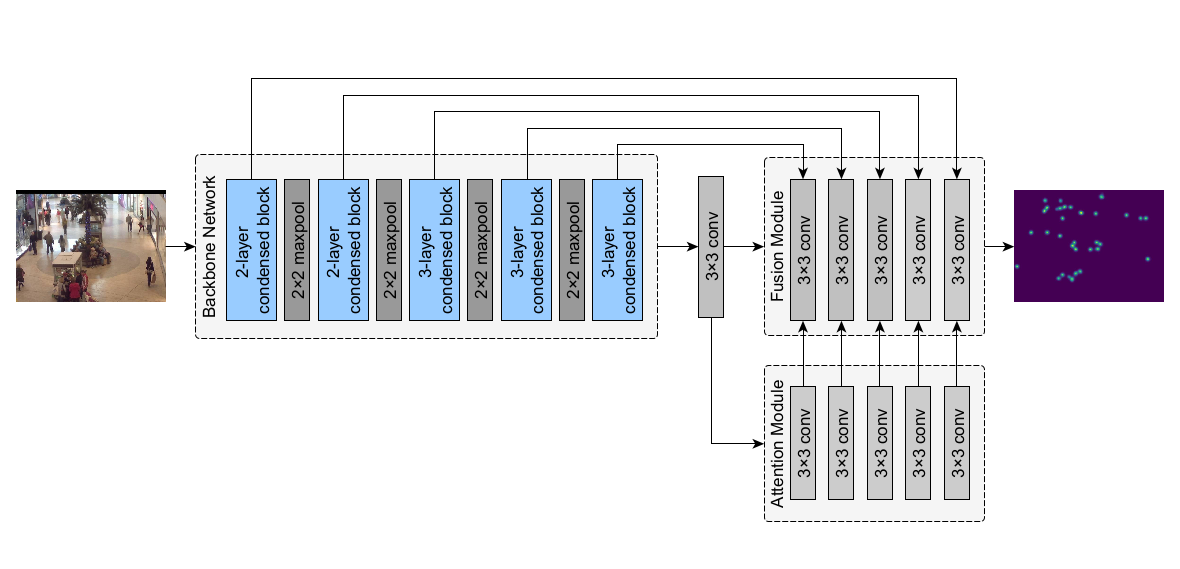 Backbone Network
2-layer
condensed block
2×2 maxpool
2-layer
condensed block
2×2 maxpool
3-layer
condensed block
2×2 maxpool
3-layer
condensed block
2×2 maxpool
3-layer
condensed block
3×3 conv
Fusion Module
3×3 conv
3×3 conv
3×3 conv
3×3 conv
3×3 conv
Attention Module
3×3 conv
3×3 conv
3×3 conv
3×3 conv
3×3 conv